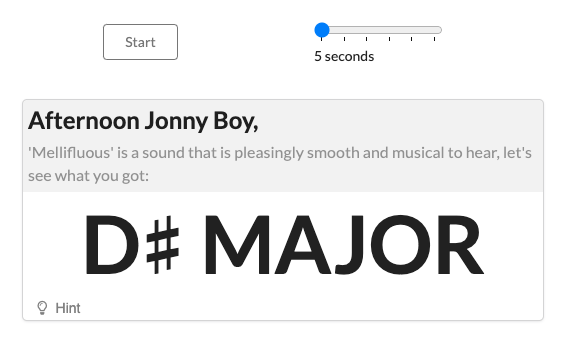 Start
5 seconds
Afternoon Jonny Boy,
'Mellifluous' is a sound that is pleasingly smooth and musical to hear, let's
see what you got:
D♯ MAJOR
Hint